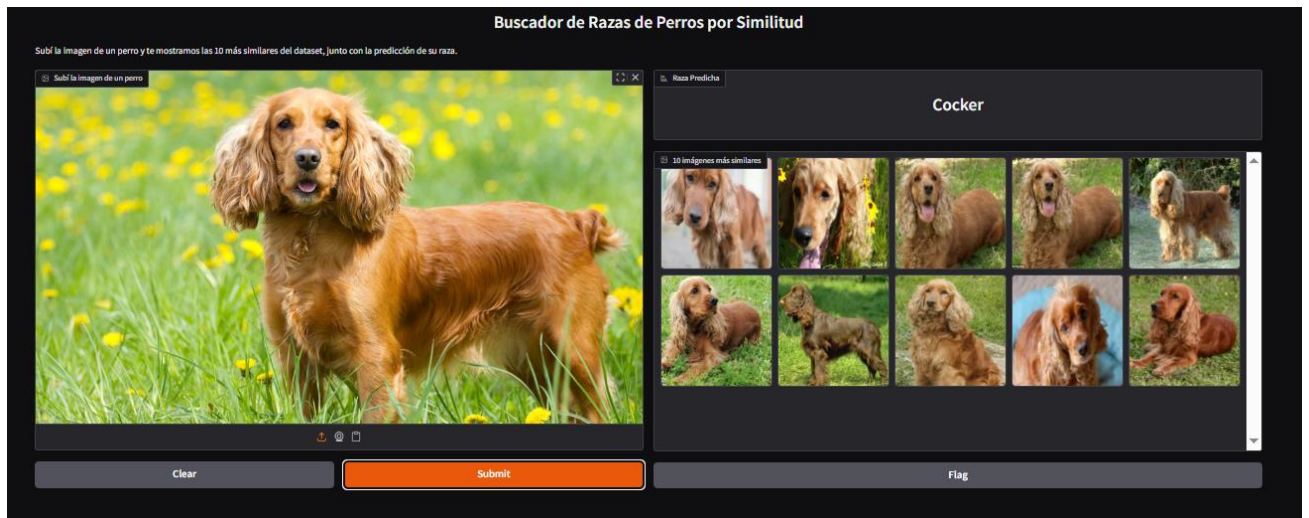 Buscador de Razas de Perros por Similitud
Subí la imagen de un perro y te mostramos las 10 más similares del dataset, junto con la predicción de su raza.
Subí la imagen de un perro
Raza Predicha
Cocker
10 imágenes más similares
Clear
Submit
Flag